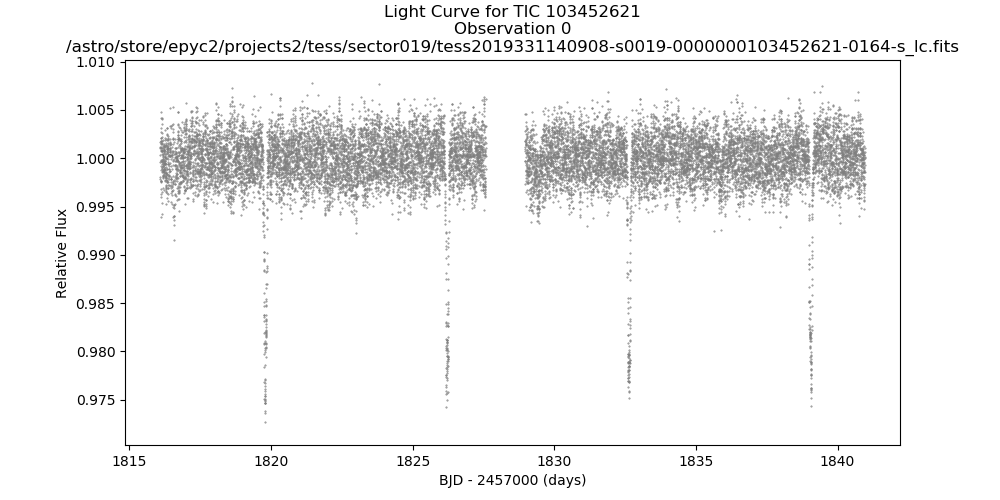 Light Curve for TIC 103452621
Observation 0
/astro/store/epyc2/projects2/tess/sector019/tess2019331140908-s0019-0000000103452621-0164-s_lc.fits
1.010
1.005
1.000
0.995
0.990
0.985
0.980
0.975
Relative Flux
1815
1820
1825
1830
1835
1840
BJD - 2457000 (days)